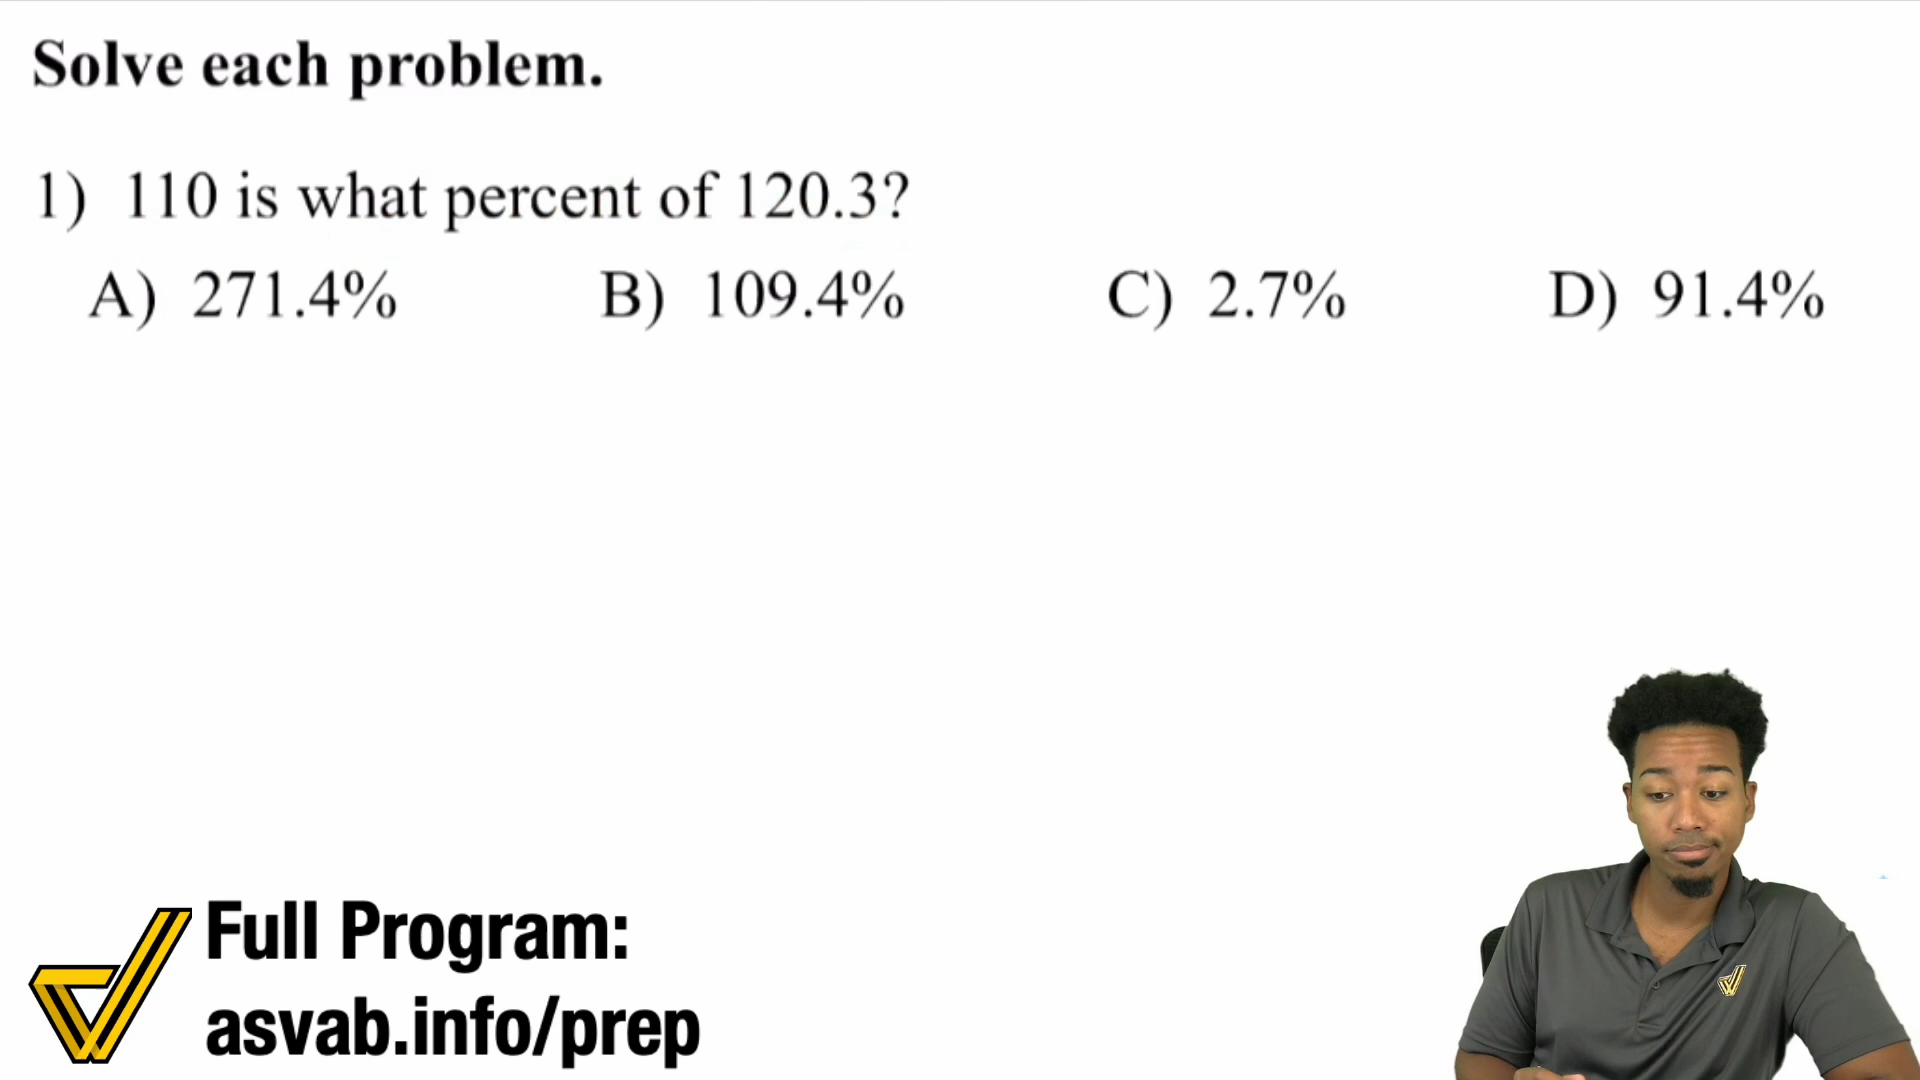 Solve each problem.
1) 110 is what percent of 120.3?
A) 271.4% B) 109.4% C) 2.7% D) 91.4%
Full Program:
asvab.info/prep